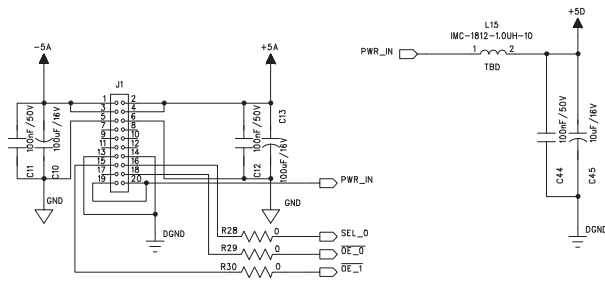 +5D
L15
IMC-1812-1.0UH-10
PWR_IN
1 2
TBD
-5A
+5A
J1
1 2
3 4
5 6
7 8
9 10
11 12
13 14
15 16
17 18
19 20
100nF/50V
C11
100uF/16V
C10
100nF/50V
C12
C13
100uF/16V
100nF/50V
C44
10uF/16V
C45
PWR_IN
GND
GND
DGND
DGND
R28 0 SEL_0
R29 0 OE_0
R30 0 OE_1